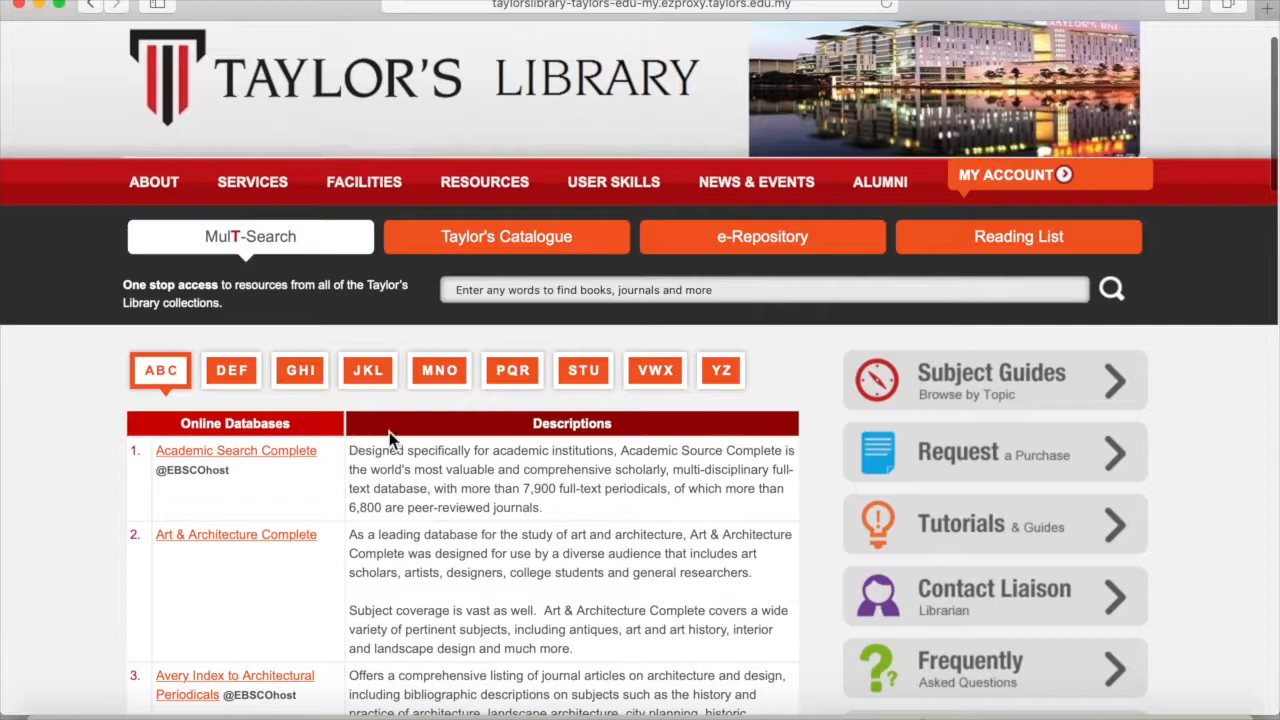 taylorslibrary-taylors-edu-my.ezproxy.taylors.edu.my
TAYLOR'S LIBRARY
ABOUT SERVICES FACILITIES RESOURCES USER SKILLS NEWS & EVENTS ALUMNI MY ACCOUNT
MulT-Search Taylor's Catalogue e-Repository Reading List
One stop access to resources from all of the Taylor's
Library collections.
Enter any words to find books, journals and more
ABC DEF GHI JKL MNO PQR STU VWX YZ
Online Databases Descriptions
1. Academic Search Complete
@EBSCOhost
Designed specifically for academic institutions, Academic Source Complete is
the world's most valuable and comprehensive scholarly, multi-disciplinary full-
text database, with more than 7,900 full-text periodicals, of which more than
6,800 are peer-reviewed journals.
2. Art & Architecture Complete
As a leading database for the study of art and architecture, Art & Architecture
Complete was designed for use by a diverse audience that includes art
scholars, artists, designers, college students and general researchers.
Subject coverage is vast as well. Art & Architecture Complete covers a wide
variety of pertinent subjects, including antiques, art and art history, interior
and landscape design and much more.
3. Avery Index to Architectural
Periodicals @EBSCOhost
Offers a comprehensive listing of journal articles on architecture and design,
including bibliographic descriptions on subjects such as the history and
practice of architecture, landscape architecture, city planning, historic
Subject Guides
Browse by Topic
Request a Purchase
Tutorials & Guides
Contact Liaison
Librarian
Frequently
Asked Questions